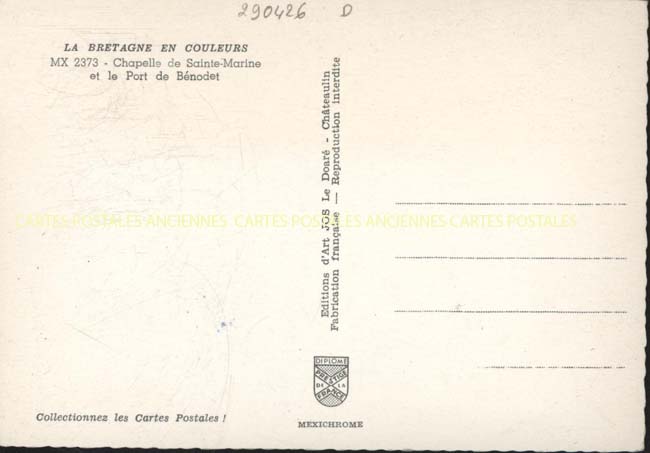 290426 D
LA BRETAGNE EN COULEURS
MX 2373 - Chapelle de Sainte-Marine
et le Port de Bénodet
Editions d'Art JOS Le Doaré - Châteaulin
Fabrication française — Reproduction interdite
CARTES POSTALES ANCIENNES CARTES POSTALES ANCIENNES CARTES POSTALES
DIPLOME
PRESTIGE
DE LA
FRANCE
Collectionnez les Cartes Postales !
MEXICHROME